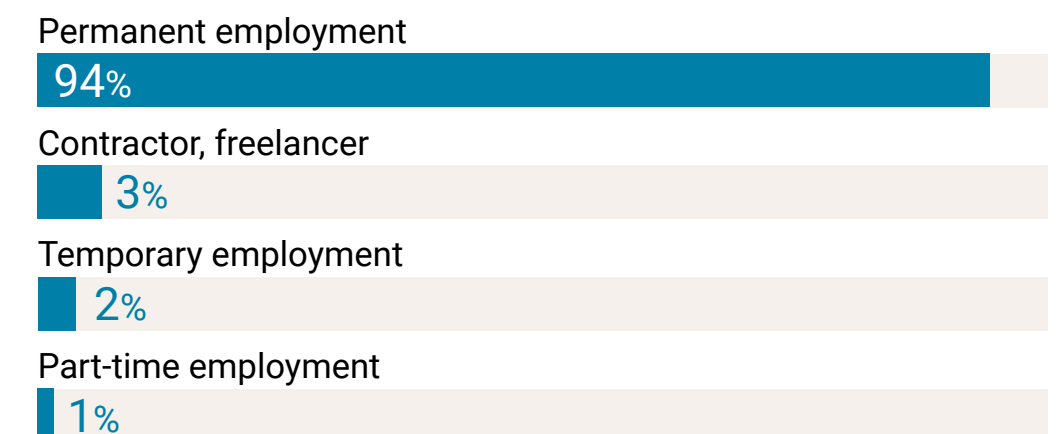 Permanent employment
94%
Contractor, freelancer
3%
Temporary employment
2%
Part-time employment
1%